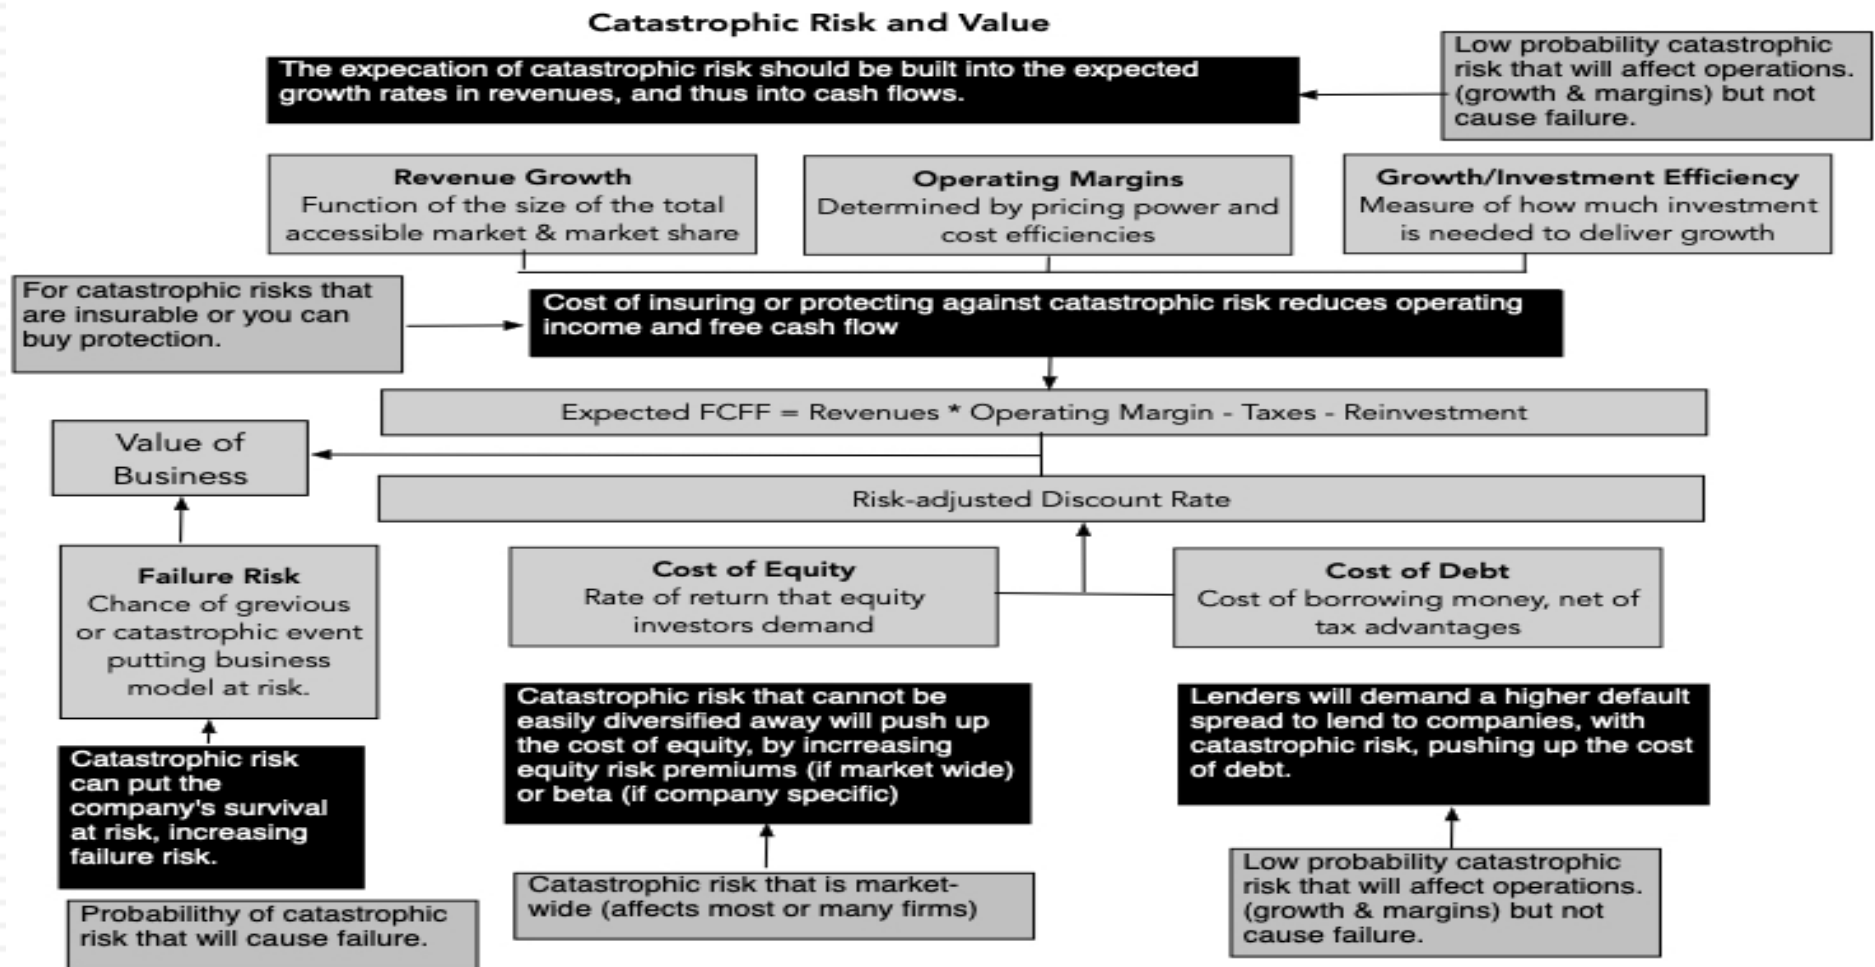 Catastrophic Risk and Value
The expecation of catastrophic risk should be built into the expected
growth rates in revenues, and thus into cash flows.
Low probability catastrophic
risk that will affect operations.
(growth & margins) but not
cause failure.
Revenue Growth
Function of the size of the total
accessible market & market share
Operating Margins
Determined by pricing power and
cost efficiencies
Growth/Investment Efficiency
Measure of how much investment
is needed to deliver growth
For catastrophic risks that
are insurable or you can
buy protection.
Cost of insuring or protecting against catastrophic risk reduces operating
income and free cash flow
Expected FCFF = Revenues * Operating Margin - Taxes - Reinvestment
Value of
Business
Risk-adjusted Discount Rate
Failure Risk
Chance of grevious
or catastrophic event
putting business
model at risk.
Cost of Equity
Rate of return that equity
investors demand
Cost of Debt
Cost of borrowing money, net of
tax advantages
Catastrophic risk
can put the
company's survival
at risk, increasing
failure risk.
Catastrophic risk that cannot be
easily diversified away will push up
the cost of equity, by incrreasing
equity risk premiums (if market wide)
or beta (if company specific)
Lenders will demand a higher default
spread to lend to companies, with
catastrophic risk, pushing up the cost
of debt.
Probabilithy of catastrophic
risk that will cause failure.
Catastrophic risk that is market-
wide (affects most or many firms)
Low probability catastrophic
risk that will affect operations.
(growth & margins) but not
cause failure.